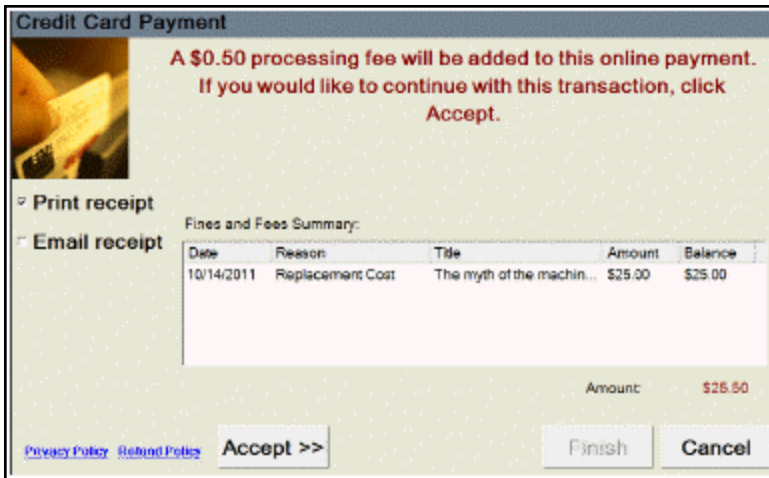 Credit Card Payment
A $0.50 processing fee will be added to this online payment.
If you would like to continue with this transaction, click
Accept.
Print receipt
Email receipt
Fines and Fees Summary:
Date Reason Title Amount Balance
10/14/2011 Replacement Cost The myth of the machin... $25.00 $25.00
Amount: $25.50
Privacy Policy Refund Policy Accept >> Finish Cancel